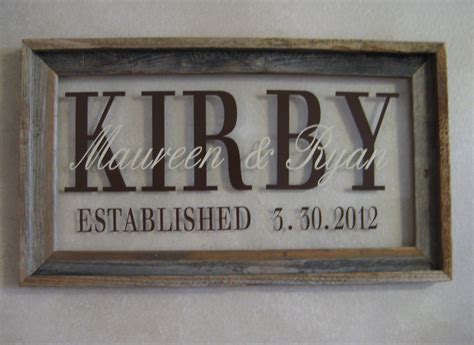 KIRBY
Maureen & Ryan
ESTABLISHED 3.30.2012